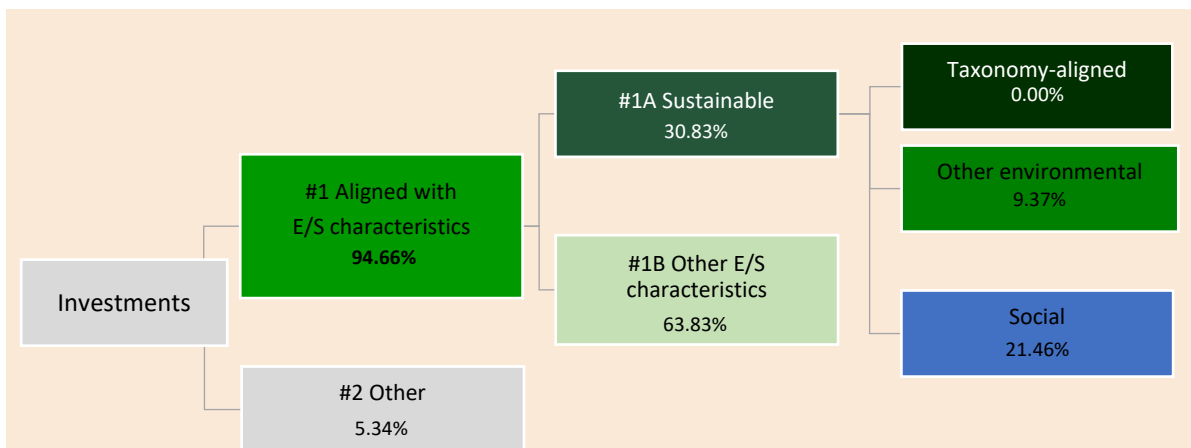 Investments
#1 Aligned with
E/S characteristics
94.66%
#2 Other
5.34%
#1A Sustainable
30.83%
#1B Other E/S
characteristics
63.83%
Taxonomy-aligned
0.00%
Other environmental
9.37%
Social
21.46%